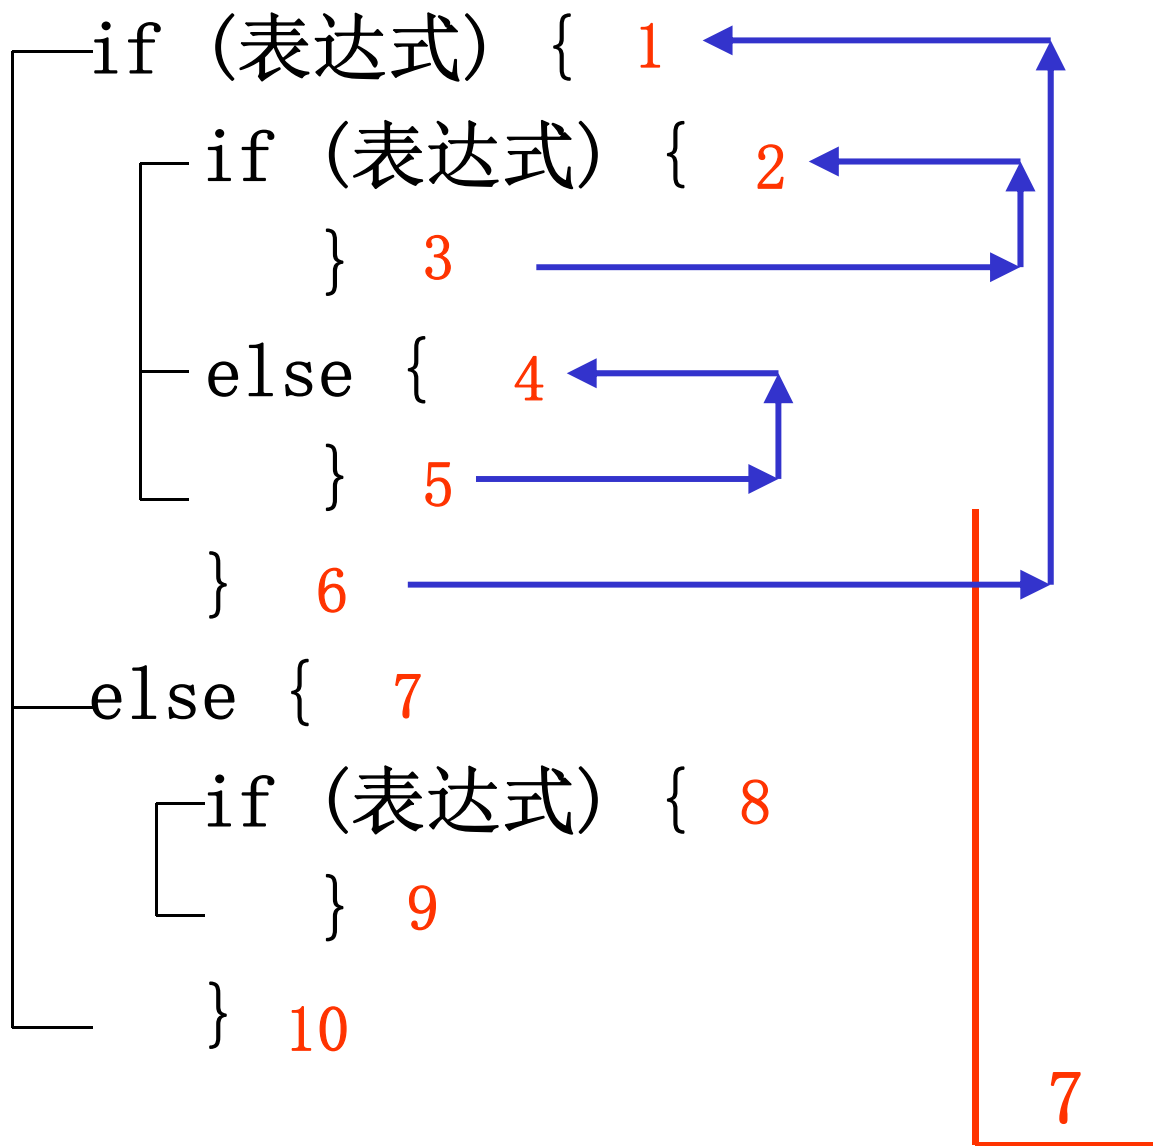 if (表达式) { 1
if (表达式) { 2
} 3
else { 4
} 5
} 6
else { 7
if (表达式) { 8
} 9
} 10
7